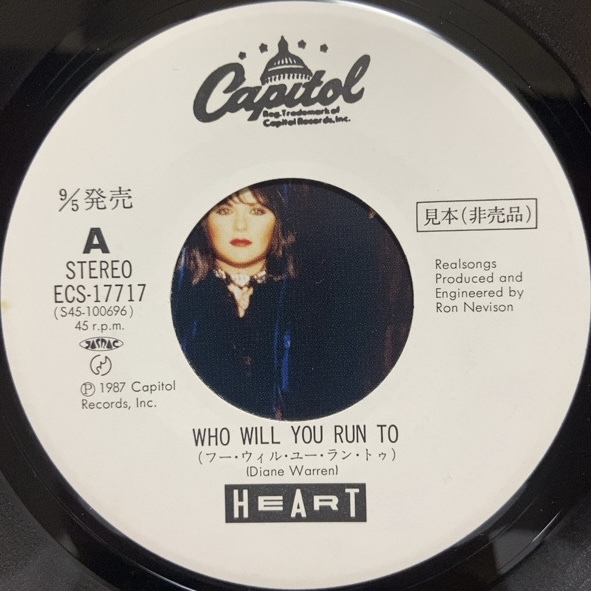 Capitol
Reg. Trademark of
Capitol Records, Inc.
9/5発売
A
STEREO
ECS-17717
(S45-100696)
45 r.p.m.
JASRAC
Ⓟ 1987 Capitol
Records, Inc.
見本(非売品)
Realsongs
Produced and
Engineered by
Ron Nevison
WHO WILL YOU RUN TO
(フー・ウィル・ユー・ラン・トゥ)
(Diane Warren)
HEART